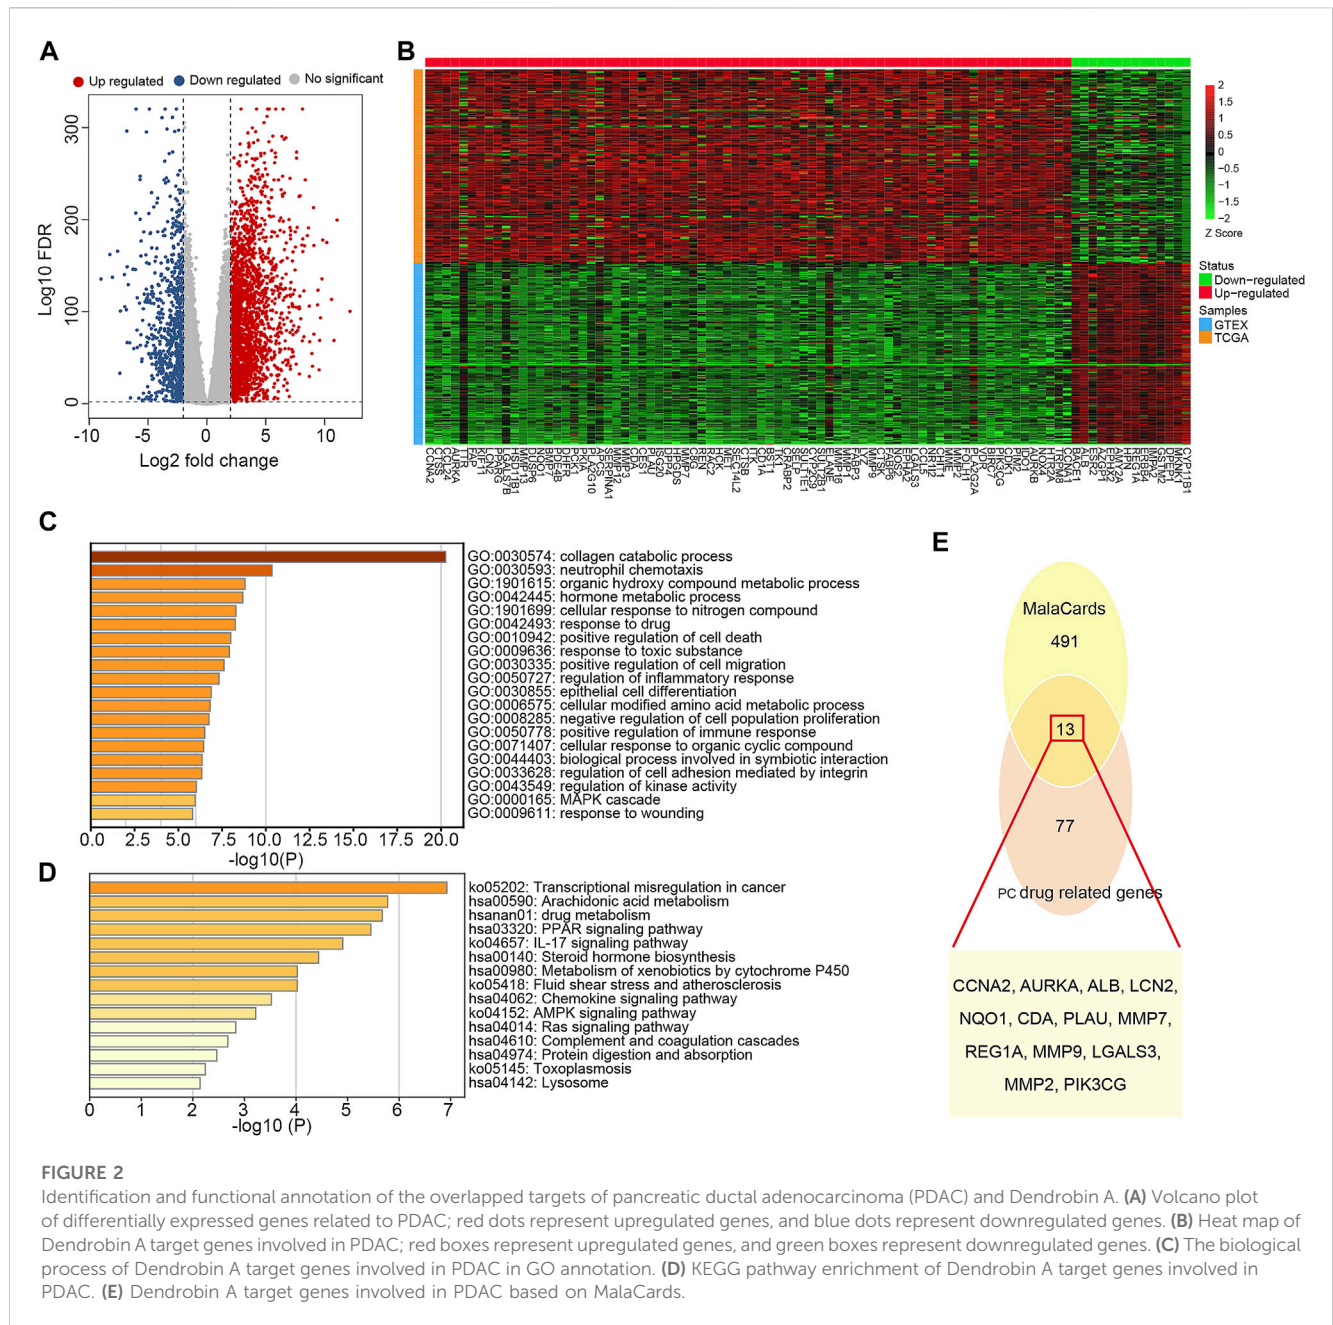 A
Up regulated
Down regulated
No significant
Log10 FDR
300
200
100
0
-10
-5
0
5
10
Log2 fold change
B
2
1.5
1
0.5
0
-0.5
-1
-1.5
-2
Z Score
Status
Down-regulated
Up-regulated
Samples
GTEX
TCGA
C
GO:0030574: collagen catabolic process
GO:0030593: neutrophil chemotaxis
GO:1901615: organic hydroxy compound metabolic process
GO:0042445: hormone metabolic process
GO:1901699: cellular response to nitrogen compound
GO:0042493: response to drug
GO:0010942: positive regulation of cell death
GO:0009636: response to toxic substance
GO:0030335: positive regulation of cell migration
GO:0050727: regulation of inflammatory response
GO:0030855: epithelial cell differentiation
GO:0006575: cellular modified amino acid metabolic process
GO:0008285: negative regulation of cell population proliferation
GO:0050778: positive regulation of immune response
GO:0071407: cellular response to organic cyclic compound
GO:0044403: biological process involved in symbiotic interaction
GO:0033628: regulation of cell adhesion mediated by integrin
GO:0043549: regulation of kinase activity
GO:0000165: MAPK cascade
GO:0009611: response to wounding
0.0 2.5 5.0 7.5 10.0 12.5 15.0 17.5 20.0
-log10(P)
D
ko05202: Transcriptional misregulation in cancer
hsa00590: Arachidonic acid metabolism
hsanan01: drug metabolism
hsa03320: PPAR signaling pathway
ko04657: IL-17 signaling pathway
hsa00140: Steroid hormone biosynthesis
hsa00980: Metabolism of xenobiotics by cytochrome P450
ko05418: Fluid shear stress and atherosclerosis
hsa04062: Chemokine signaling pathway
ko04152: AMPK signaling pathway
hsa04014: Ras signaling pathway
hsa04610: Complement and coagulation cascades
hsa04974: Protein digestion and absorption
ko05145: Toxoplasmosis
hsa04142: Lysosome
0 1 2 3 4 5 6 7
-log10 (P)
E
MalaCards
491
13
77
PC drug related genes
CCNA2, AURKA, ALB, LCN2,
NQO1, CDA, PLAU, MMP7,
REG1A, MMP9, LGALS3,
MMP2, PIK3CG
FIGURE 2
Identification and functional annotation of the overlapped targets of pancreatic ductal adenocarcinoma (PDAC) and Dendrobin A. (A) Volcano plot
of differentially expressed genes related to PDAC; red dots represent upregulated genes, and blue dots represent downregulated genes. (B) Heat map of
Dendrobin A target genes involved in PDAC; red boxes represent upregulated genes, and green boxes represent downregulated genes. (C) The biological
process of Dendrobin A target genes involved in PDAC in GO annotation. (D) KEGG pathway enrichment of Dendrobin A target genes involved in
PDAC. (E) Dendrobin A target genes involved in PDAC based on MalaCards.